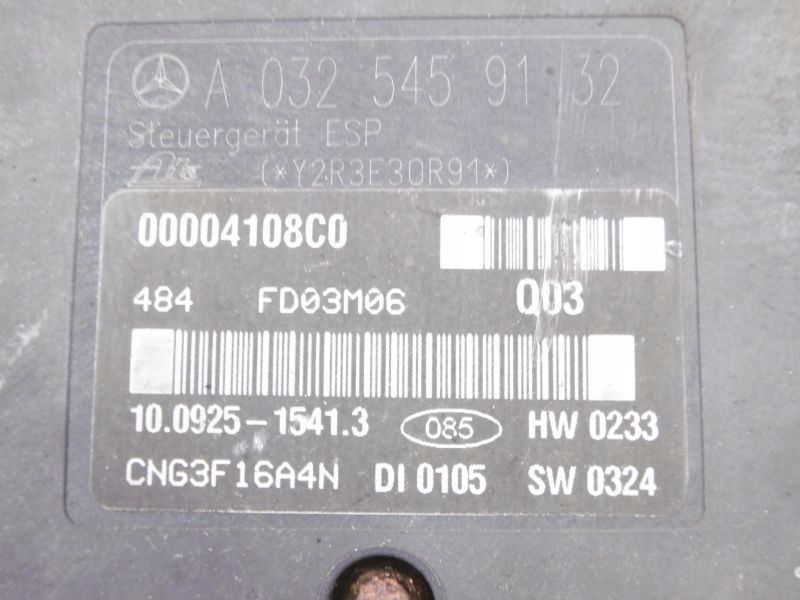 A 032 545 91 32
Steuergerät ESP
Ate (*Y2R3E30R91*)
00004108C0
484 FD03M06 Q03
10.0925-1541.3 085 HW 0233
CNG3F16A4N DI 0105 SW 0324